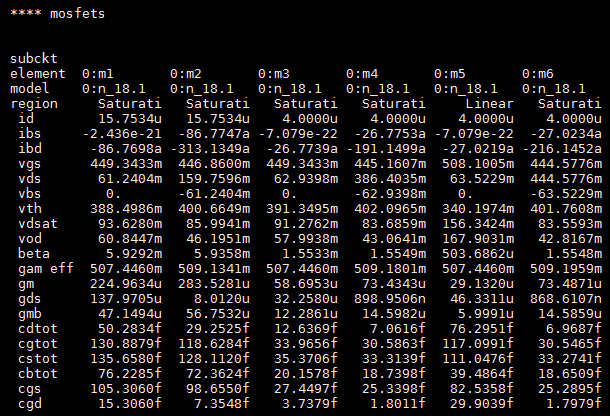 **** mosfets
subckt
element 0:m1 0:m2 0:m3 0:m4 0:m5 0:m6
model 0:n_18.1 0:n_18.1 0:n_18.1 0:n_18.1 0:n_18.1 0:n_18.1
region Saturati Saturati Saturati Saturati Linear Saturati
id 15.7534u 15.7534u 4.0000u 4.0000u 4.0000u 4.0000u
ibs -2.436e-21 -86.7747a -7.079e-22 -26.7753a -7.079e-22 -27.0234a
ibd -86.7698a -313.1349a -26.7739a -191.1499a -27.0219a -216.1452a
vgs 449.3433m 446.8600m 449.3433m 445.1607m 508.1005m 444.5776m
vds 61.2404m 159.7596m 62.9398m 386.4035m 63.5229m 444.5776m
vbs 0. -61.2404m 0. -62.9398m 0. -63.5229m
vth 388.4986m 400.6649m 391.3495m 402.0965m 340.1974m 401.7608m
vdsat 93.6280m 85.9941m 91.2762m 83.6859m 156.3424m 83.5593m
vod 60.8447m 46.1951m 57.9938m 43.0641m 167.9031m 42.8167m
beta 5.9292m 5.9358m 1.5533m 1.5549m 503.6862u 1.5548m
gam eff 507.4460m 509.1341m 507.4460m 509.1801m 507.4460m 509.1959m
gm 224.9634u 283.5281u 58.6953u 73.4343u 29.1320u 73.4871u
gds 137.9705u 8.0120u 32.2580u 898.9506n 46.3311u 868.6107n
gmb 47.1494u 56.7532u 12.2861u 14.5982u 5.9991u 14.5859u
cdtot 50.2834f 29.2525f 12.6369f 7.0616f 76.2951f 6.9687f
cgtot 130.8879f 118.6284f 33.9656f 30.5863f 117.0991f 30.5465f
cstot 135.6580f 128.1120f 35.3706f 33.3139f 111.0476f 33.2741f
cbtot 76.2285f 72.3624f 20.1578f 18.7398f 39.4864f 18.6509f
cgs 105.3060f 98.6550f 27.4497f 25.3398f 82.5358f 25.2895f
cgd 15.3060f 7.3548f 3.7379f 1.8011f 29.9039f 1.7979f